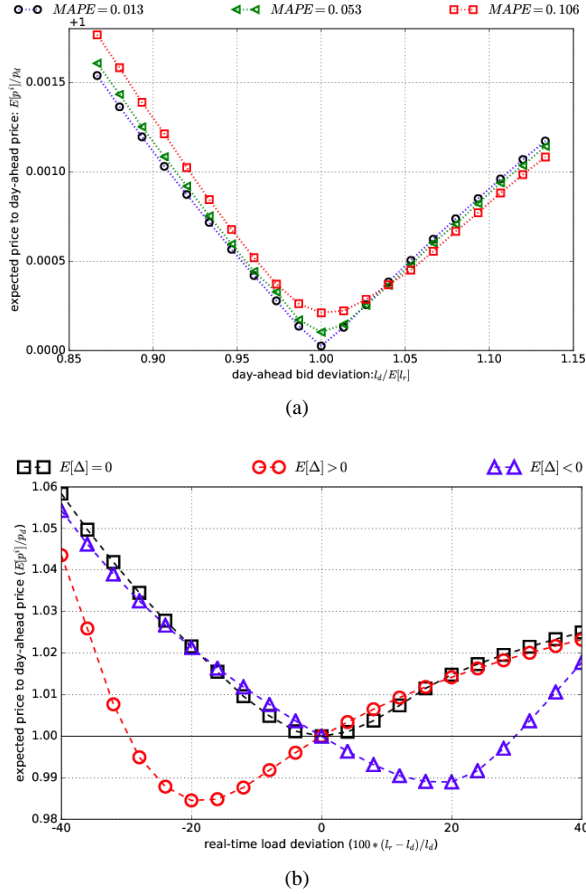 MAPE = 0.013 MAPE = 0.053 MAPE = 0.106
+1
expected price to day-ahead price: E[p^i]/p_d
0.0015
0.0010
0.0005
0.0000
0.85 0.90 0.95 1.00 1.05 1.10 1.15
day-ahead bid deviation:l_d/E[l_r]
(a)
E[Δ] = 0 E[Δ] > 0 E[Δ] < 0
expected price to day-ahead price (E[p^i]/p_d)
1.06
1.05
1.04
1.03
1.02
1.01
1.00
0.99
0.98
-40 -20 0 20 40
real-time load deviation (100 * (l_r − l_d)/l_d)
(b)